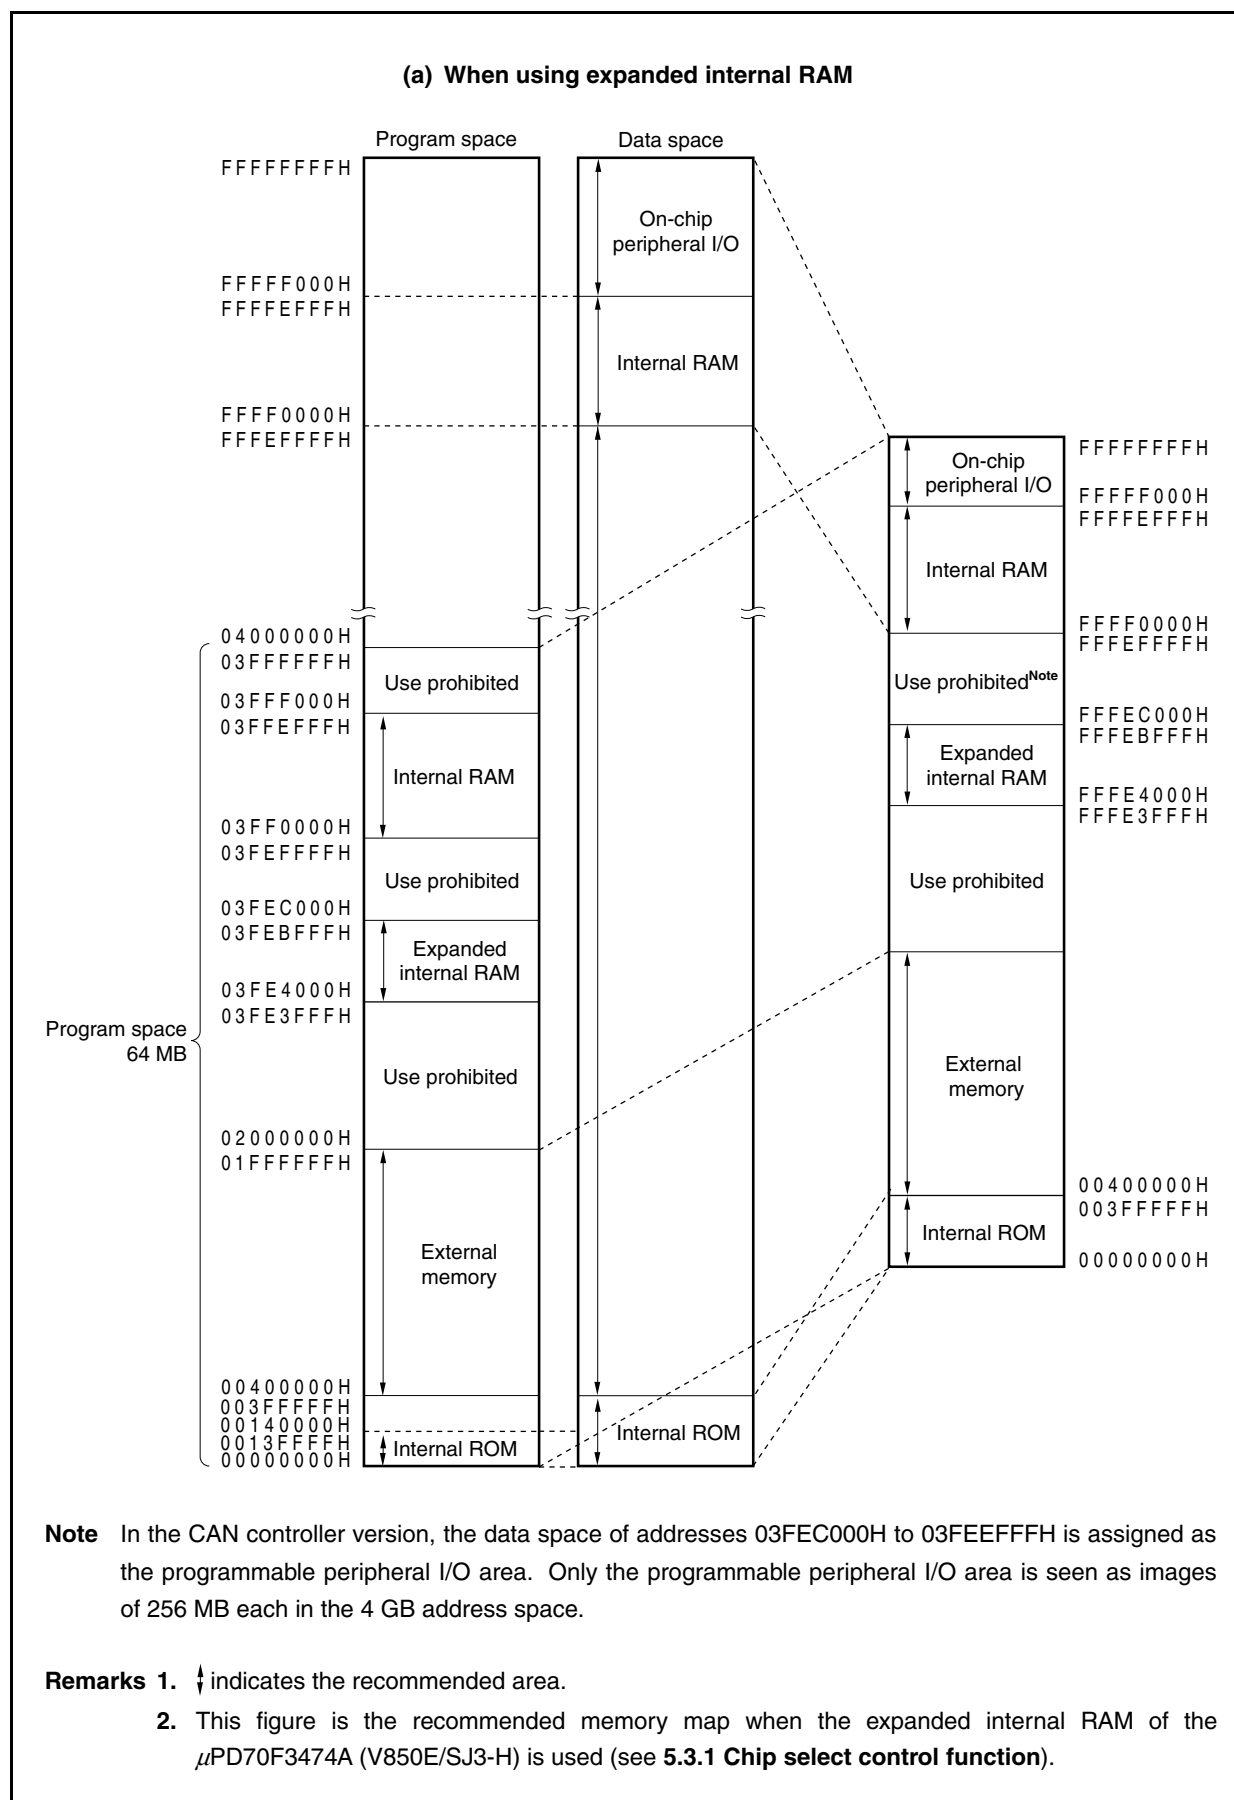 (a) When using expanded internal RAM
Program space
Data space
FFFFFFFFH
On-chip
peripheral I/O
FFFFF000H
FFFFEFFFH
Internal RAM
FFFF0000H
FFFEFFFFH
On-chip
peripheral I/O
FFFFFFFFH
FFFFF000H
FFFFEFFFH
Internal RAM
FFFF0000H
FFFEFFFFH
Use prohibitedNote
FFFEC000H
FFFEBFFFH
Expanded
internal RAM
FFFE4000H
FFFE3FFFH
Use prohibited
External
memory
00400000H
003FFFFFH
Internal ROM
00000000H
04000000H
03FFFFFFH
Use prohibited
03FFF000H
03FFEFFFH
Internal RAM
03FF0000H
03FEFFFFH
Use prohibited
03FEC000H
03FEBFFFH
Expanded
internal RAM
03FE4000H
03FE3FFFH
Program space
64 MB
Use prohibited
02000000H
01FFFFFFH
External
memory
00400000H
003FFFFFH
00140000H
0013FFFFH
00000000H
Internal ROM
Internal ROM
Note In the CAN controller version, the data space of addresses 03FEC000H to 03FEEFFFH is assigned as
the programmable peripheral I/O area. Only the programmable peripheral I/O area is seen as images
of 256 MB each in the 4 GB address space.
Remarks 1. indicates the recommended area.
2. This figure is the recommended memory map when the expanded internal RAM of the
μPD70F3474A (V850E/SJ3-H) is used (see 5.3.1 Chip select control function).